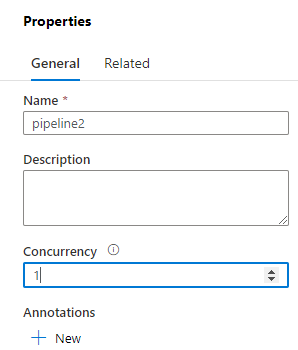 Properties
General Related
Name *
pipeline2
Description
Concurrency
1
Annotations
New